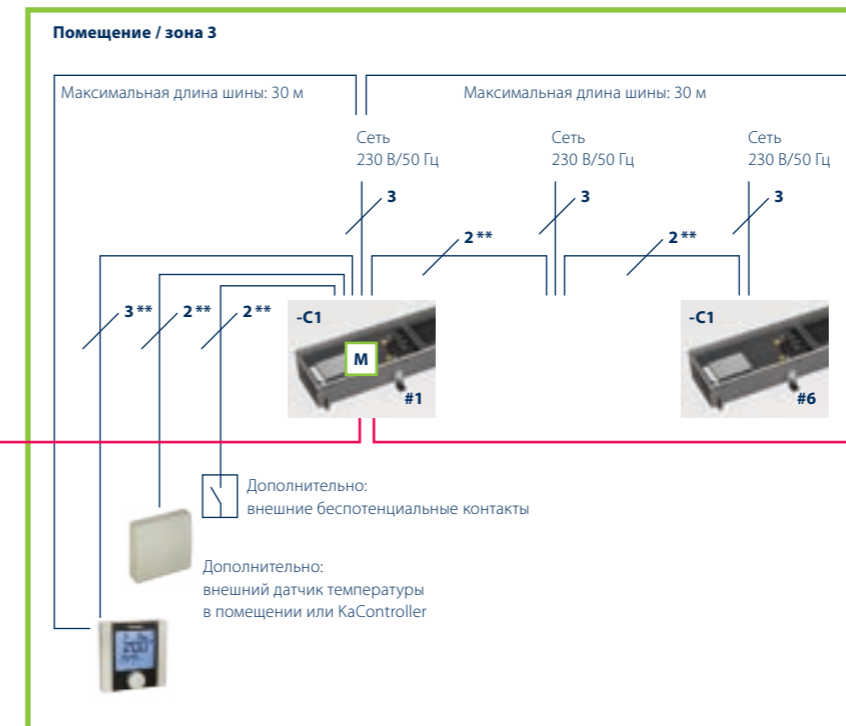 Помещение / зона 3
Максимальная длина шины: 30 м
Максимальная длина шины: 30 м
Сеть
230 В/50 Гц
Сеть
230 В/50 Гц
Сеть
230 В/50 Гц
3
3
3
2**
2**
3**
2**
2**
-C1
M
#1
-C1
#6
Дополнительно:
внешние беспотенциальные контакты
Дополнительно:
внешний датчик температуры
в помещении или KaController